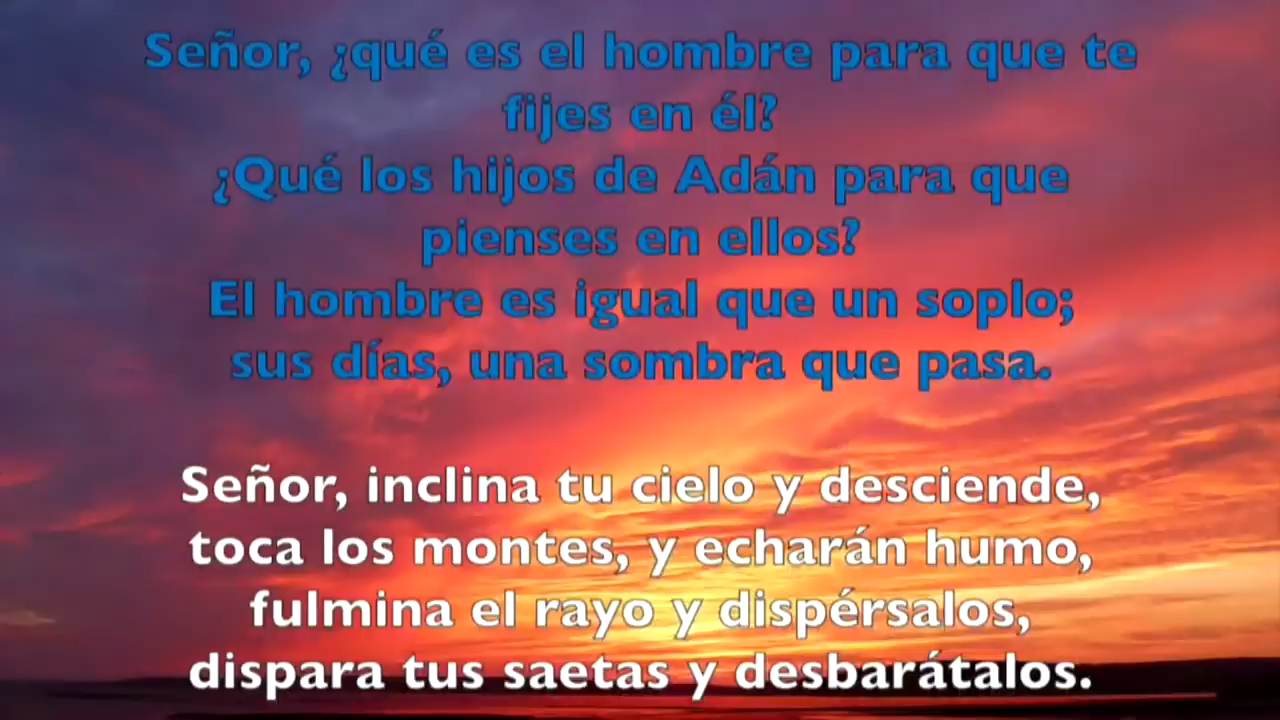 Señor, ¿qué es el hombre para que te
fijes en él?
¿Qué los hijos de Adán para que
pienses en ellos?
El hombre es igual que un soplo;
sus días, una sombra que pasa.
Señor, inclina tu cielo y desciende,
toca los montes, y echarán humo,
fulmina el rayo y dispérsalos,
dispara tus saetas y desbarátalos.